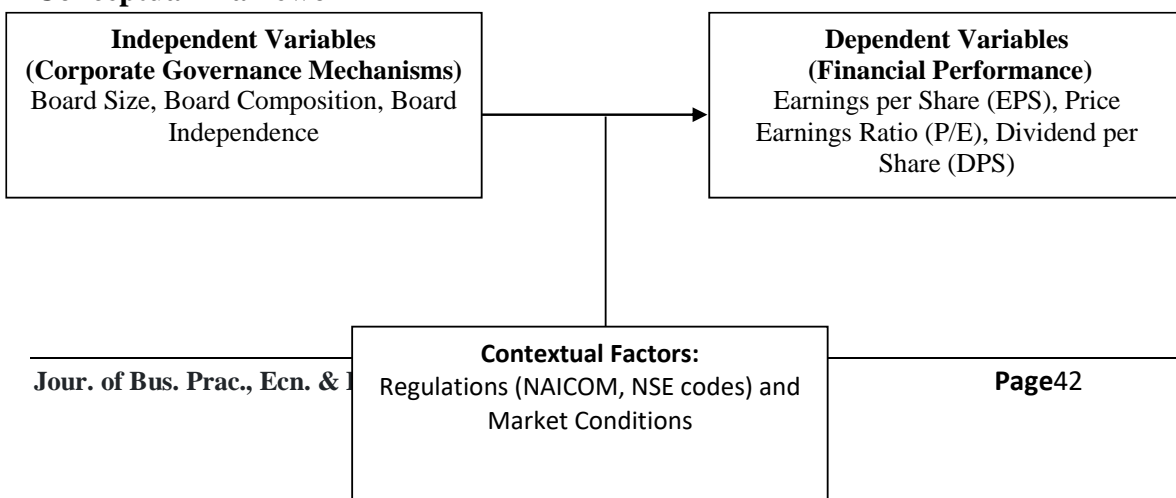 Independent Variables
(Corporate Governance Mechanisms)
Board Size, Board Composition, Board
Independence
Dependent Variables
(Financial Performance)
Earnings per Share (EPS), Price
Earnings Ratio (P/E), Dividend per
Share (DPS)
Contextual Factors:
Regulations (NAICOM, NSE codes) and
Market Conditions
Jour. of Bus. Prac., Ecn. &
Page42